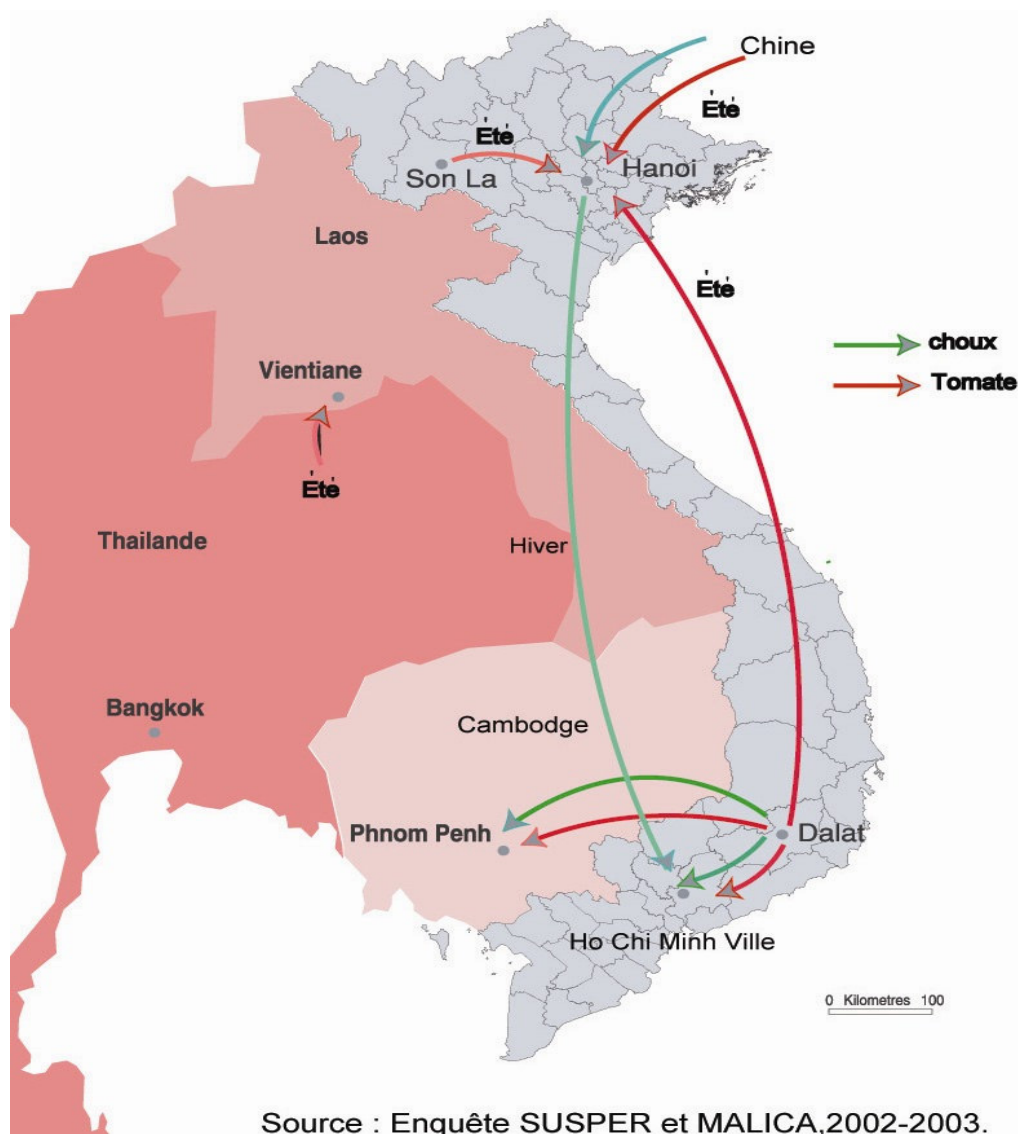 Chine
Été
Été
Son La
Hanoi
Laos
Été
choux
Vientiane
Tomate
Été
Thailande
Hiver
Bangkok
Cambodge
Phnom Penh
Dalat
Ho Chi Minh Ville
0 Kilometres 100
Source : Enquête SUSPER et MALICA,2002-2003.